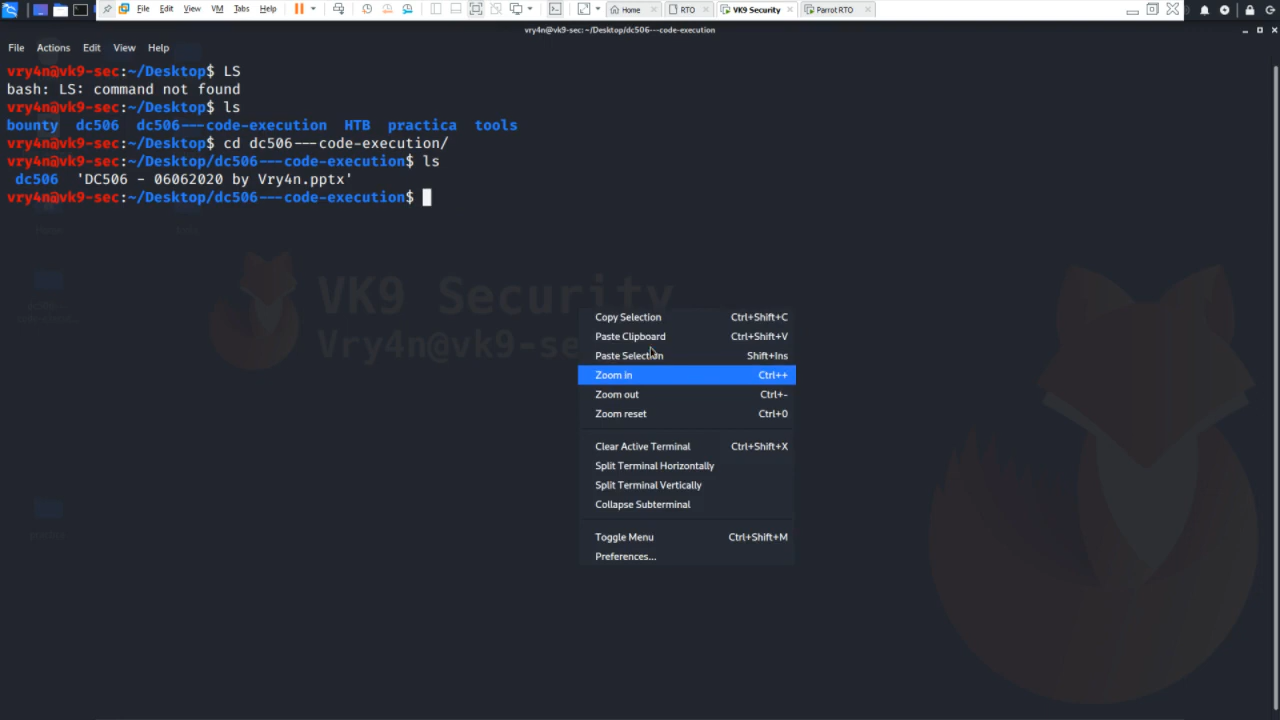 File Edit View VM Tabs Help Home RTO VK9 Security Parrot RTO
vry4n@vk9-sec:~/Desktop/dc506---code-execution
File Actions Edit View Help
vry4n@vk9-sec:~/Desktop$ LS
bash: LS: command not found
vry4n@vk9-sec:~/Desktop$ ls
bounty dc506 dc506---code-execution HTB practica tools
vry4n@vk9-sec:~/Desktop$ cd dc506---code-execution/
vry4n@vk9-sec:~/Desktop/dc506---code-execution$ ls
dc506 'DC506 - 06062020 by Vry4n.pptx'
vry4n@vk9-sec:~/Desktop/dc506---code-execution$
Home
VK9 Security
Vry4n@vk9-se
Copy Selection Ctrl+Shift+C
Paste Clipboard Ctrl+Shift+V
Paste Selection Shift+Ins
Zoom in Ctrl++
Zoom out Ctrl+-
Zoom reset Ctrl+0
Clear Active Terminal Ctrl+Shift+X
Split Terminal Horizontally
Split Terminal Vertically
Collapse Subterminal
Toggle Menu Ctrl+Shift+M
Preferences...